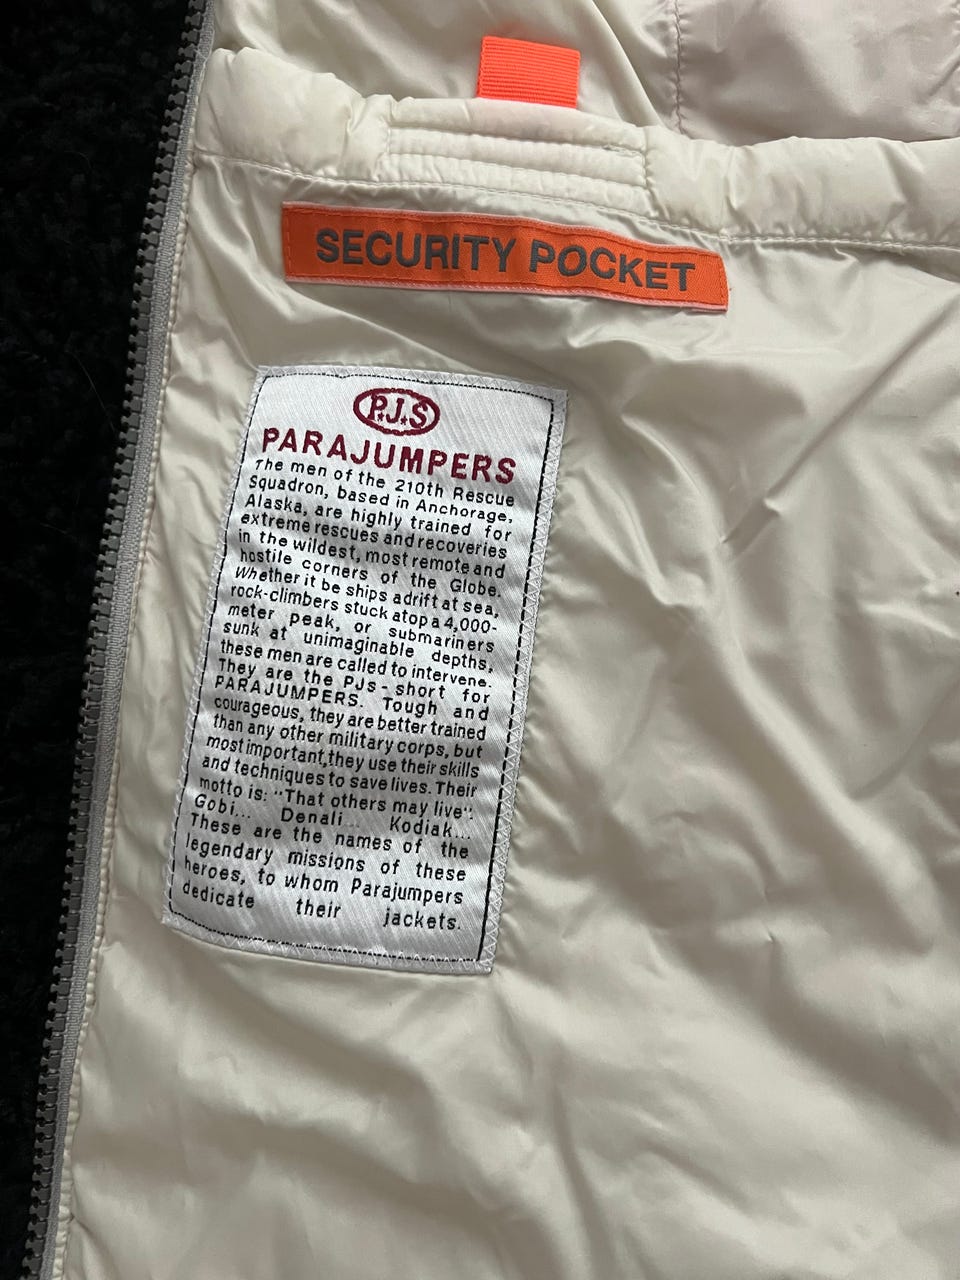 SECURITY POCKET
P.J.S
PARAJUMPERS
The men of the 210th Rescue
Squadron, based in Anchorage,
Alaska, are highly trained for
extreme rescues and recoveries
in the wildest, most remote and
hostile corners of the Globe.
Whether it be ships adrift at sea,
rock-climbers stuck atop a 4,000-
meter peak, or submariners
sunk at unimaginable depths,
these men are called to intervene.
They are the PJs - short for
PARAJUMPERS. Tough and
courageous, they are better trained
than any other military corps, but
most important,they use their skills
and techniques to save lives. Their
motto is: "That others may live".
Gobi... Denali... Kodiak...
These are the names of the
legendary missions of these
heroes, to whom Parajumpers
dedicate their jackets.